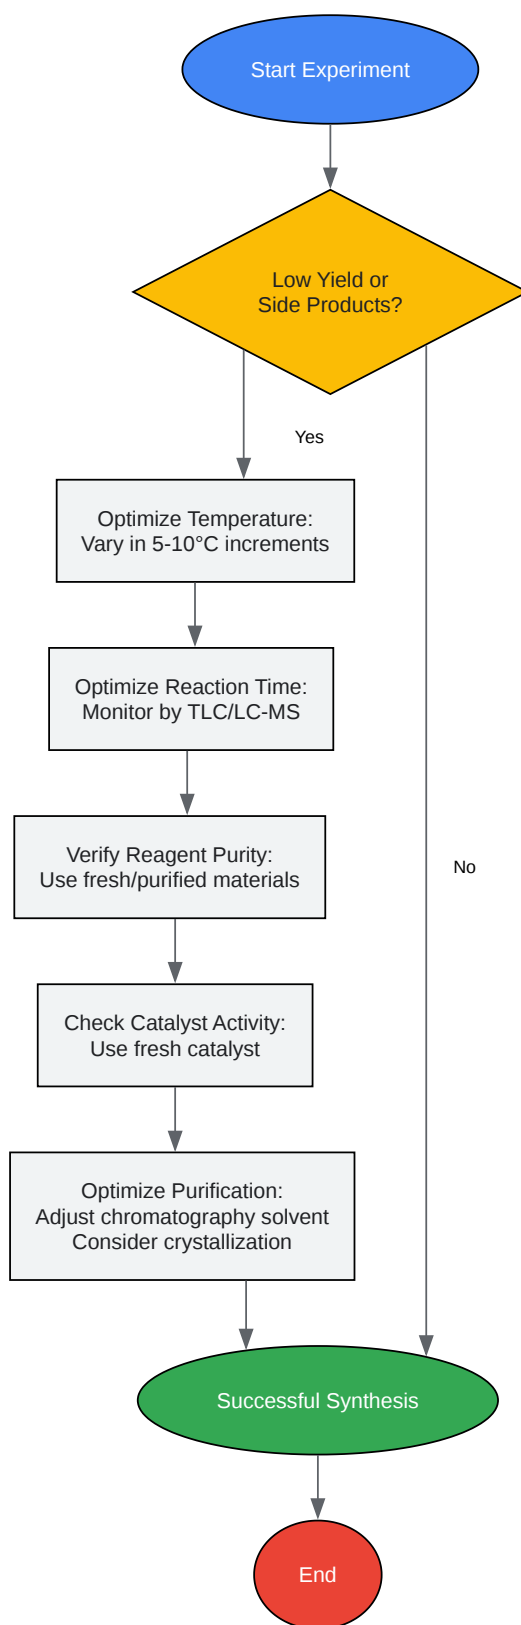 Start Experiment
Low Yield or
Side Products?
Yes
Optimize Temperature:
Vary in 5-10°C increments
Optimize Reaction Time:
Monitor by TLC/LC-MS
Verify Reagent Purity:
Use fresh/purified materials
No
Check Catalyst Activity:
Use fresh catalyst
Optimize Purification:
Adjust chromatography solvent
Consider crystallization
Successful Synthesis
End